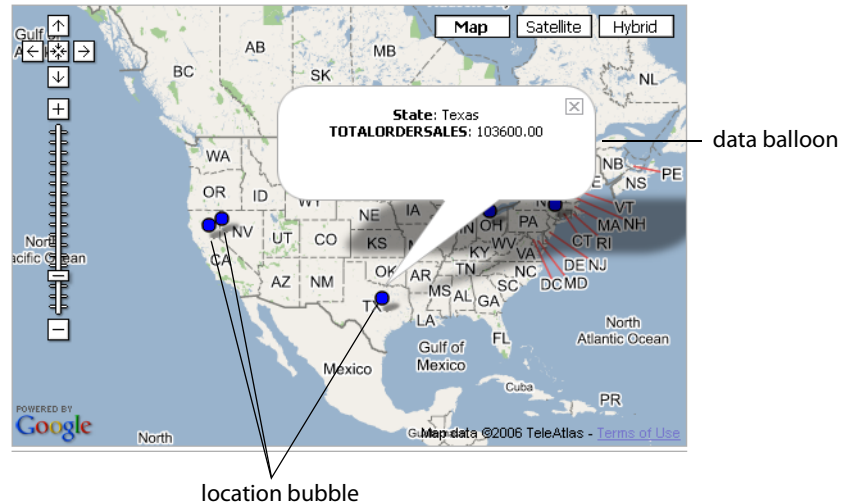 Map
Satellite
Hybrid
Gulf of
BC
AB
SK
MB
NL
State: Texas
TOTALORDERSALES: 103600.00
data balloon
NB
PE
NS
WA
OR
ID
NE
IA
OH
PA
VT
MA NH
NV
UT
CO
KS
KY
WV
VA
CT RI
North
CA
DE NJ
AZ
NM
OK
AR
TN
NC
DC MD
SC
MS
AL
GA
TX
LA
FL
North
Atlantic Ocean
Gulf of
Mexico
Mexico
Cuba
PR
POWERED BY
Google
North
Map data ©2006 TeleAtlas - Terms of Use
location bubble